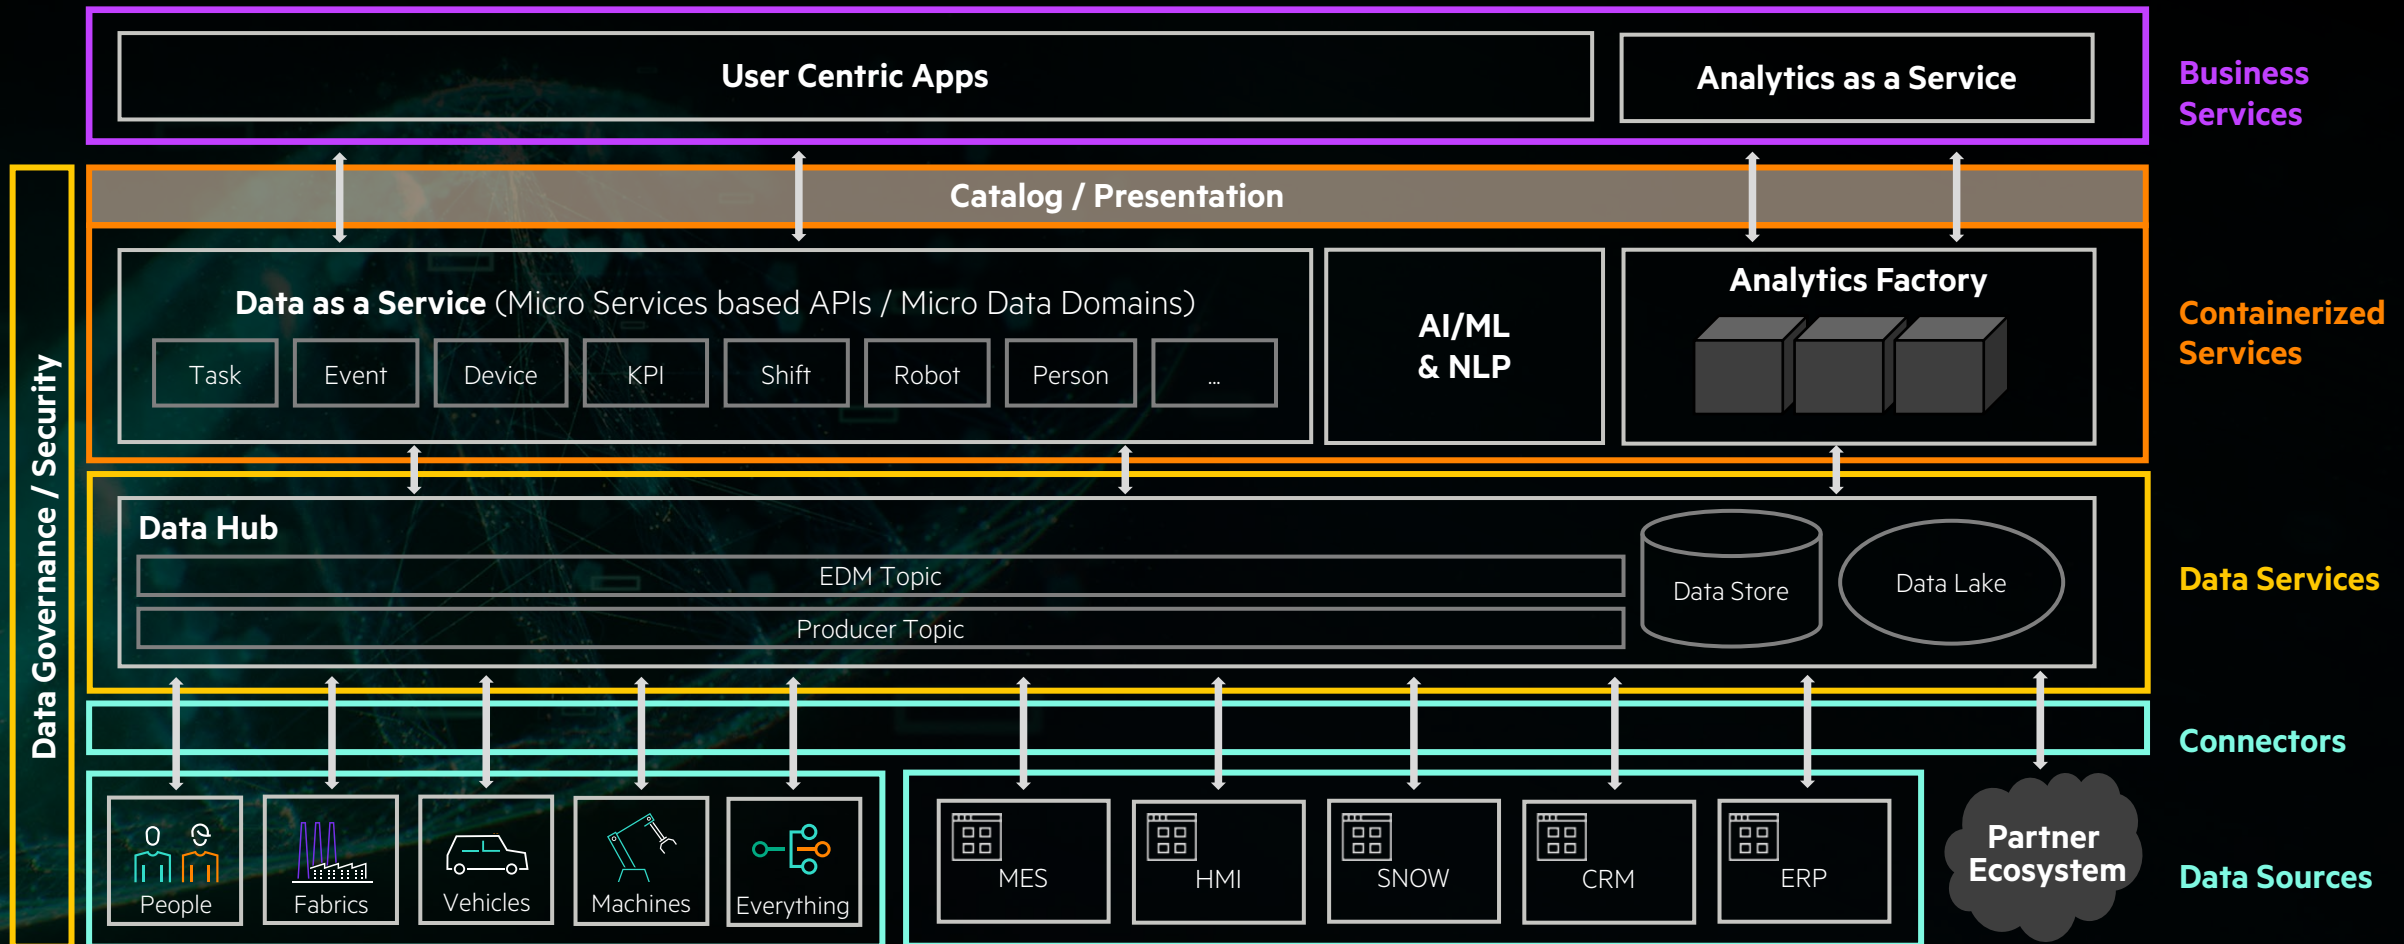 User Centric Apps
Analytics as a Service
Business
Services
Catalog / Presentation
Data as a Service (Micro Services based APIs / Micro Data Domains)
Task
Event
Device
KPI
Shift
Robot
Person
...
AI/ML
& NLP
Analytics Factory
Containerized
Services
Data Governance / Security
Data Hub
EDM Topic
Producer Topic
Data Store
Data Lake
Data Services
Connectors
People
Fabrics
Vehicles
Machines
Everything
MES
HMI
SNOW
CRM
ERP
Partner
Ecosystem
Data Sources